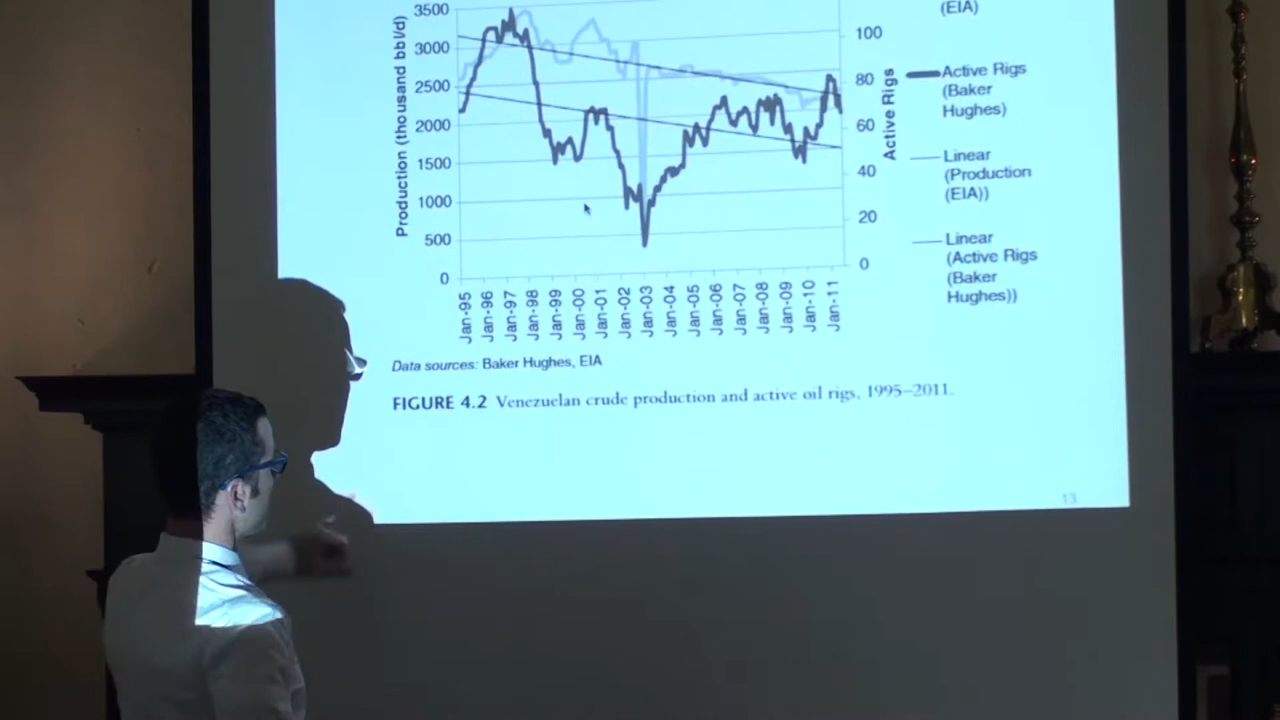 3500
3000
2500
2000
1500
1000
500
0
Production (thousand bbl/d)
100
80
60
40
20
0
Active Rigs
Jan-95
Jan-96
Jan-97
Jan-98
Jan-99
Jan-00
Jan-01
Jan-02
Jan-03
Jan-04
Jan-05
Jan-06
Jan-07
Jan-08
Jan-09
Jan-10
Jan-11
(EIA)
Active Rigs
(Baker
Hughes)
Linear
(Production
(EIA))
Linear
(Active Rigs
(Baker
Hughes))
Data sources: Baker Hughes, EIA
FIGURE 4.2 Venezuelan crude production and active oil rigs, 1995–2011.
13